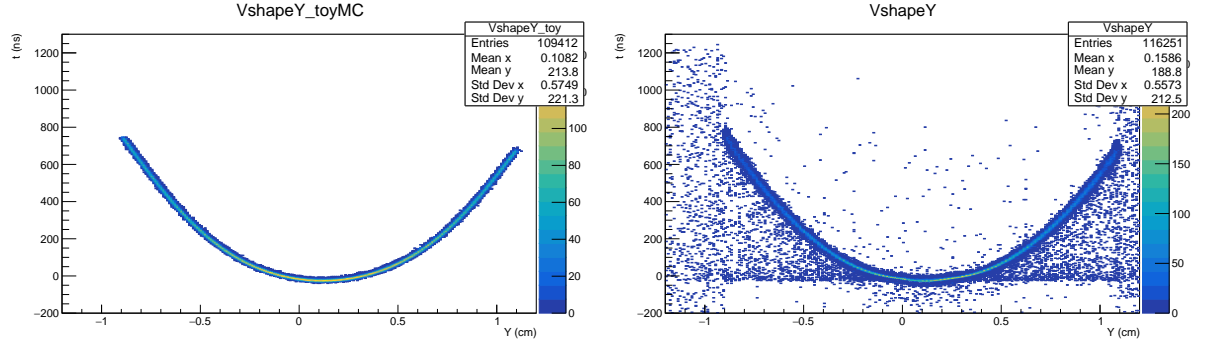 VshapeY_toyMC
t (ns)
VshapeY_toy
Entries 109412
Mean x 0.1082
Mean y 213.8
Std Dev x 0.5749
Std Dev y 221.3
1200
1000
800
600
400
200
0
−200
−1
−0.5
0
0.5
1
Y (cm)
100
80
60
40
20
0
VshapeY
t (ns)
VshapeY
Entries 116251
Mean x 0.1586
Mean y 188.8
Std Dev x 0.5573
Std Dev y 212.5
1200
1000
800
600
400
200
0
−200
−1
−0.5
0
0.5
1
Y (cm)
200
150
100
50
0